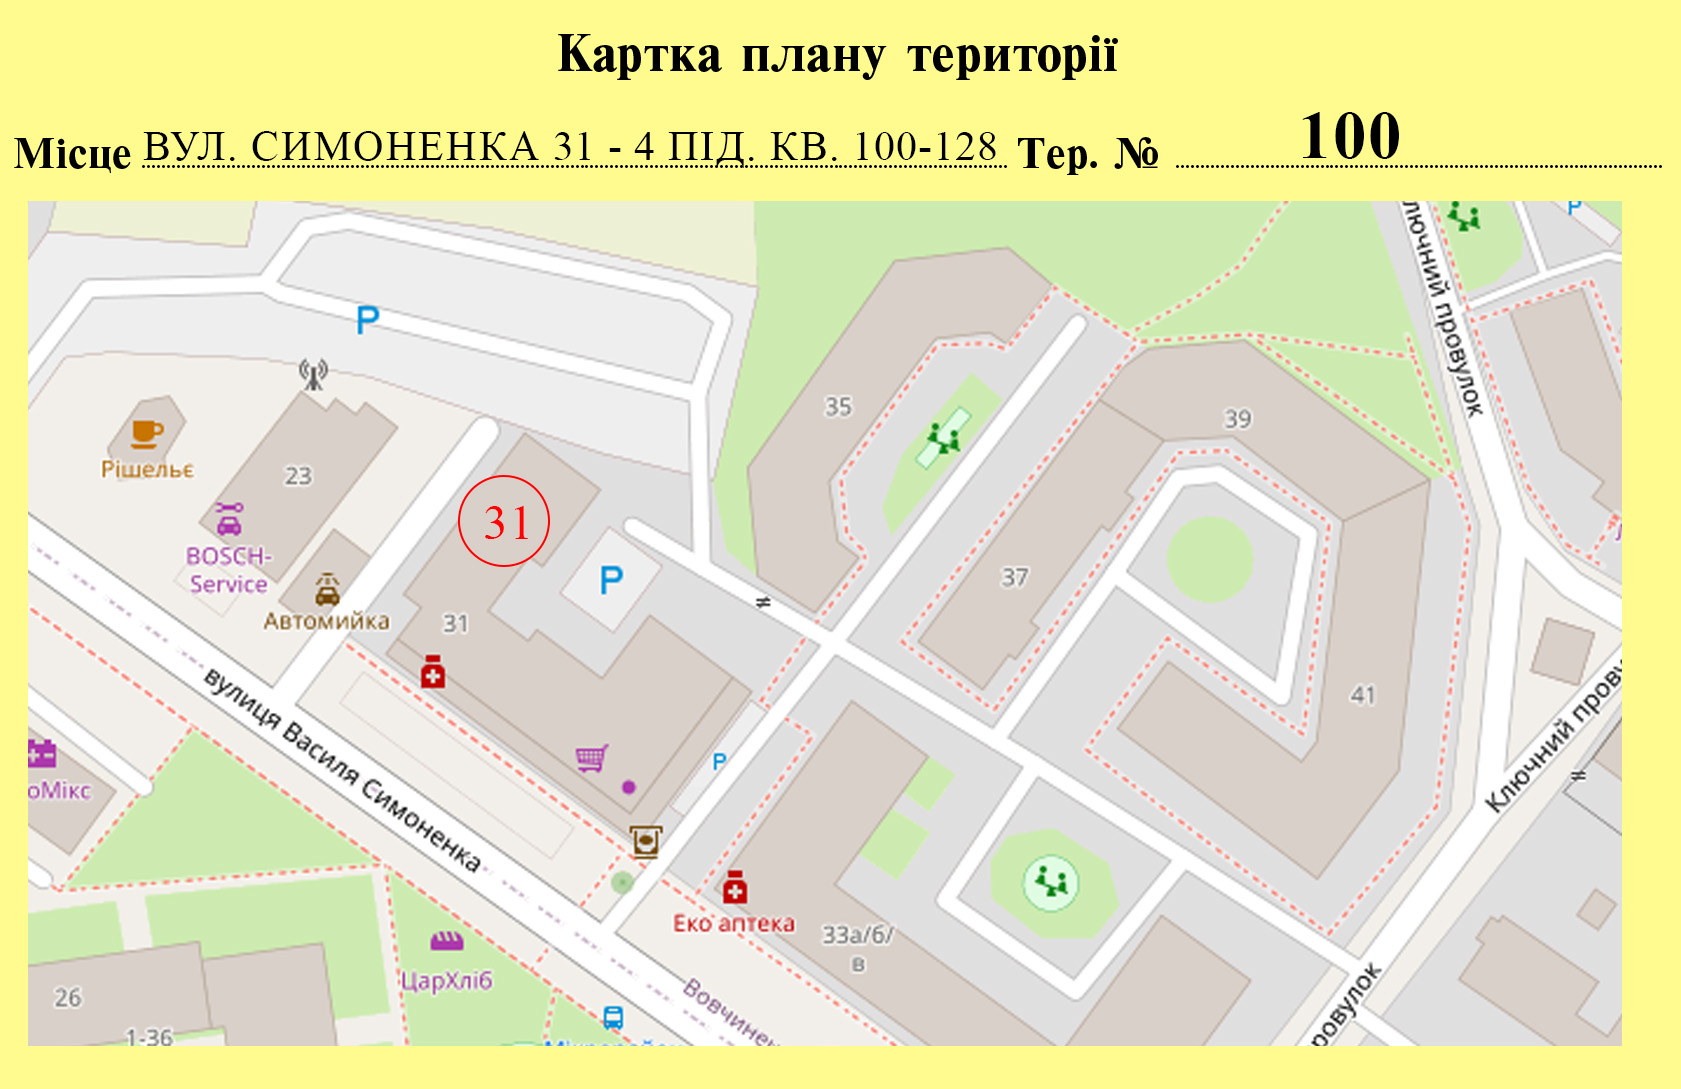 Картка плану території
Місце ВУЛ. СИМОНЕНКА 31 - 4 ПІД. КВ. 100-128 Тер. № 100
лючний провулок
P
P
35
39
Рішельє
23
31
BOSCH-
Service
P
37
Автомийка
31
41
вулиця Василя Симоненка
P
Ключний прову
оМікс
Еко аптека
33а/б/
в
ЦарХліб
26
1-36
Вовчинец
ровулок